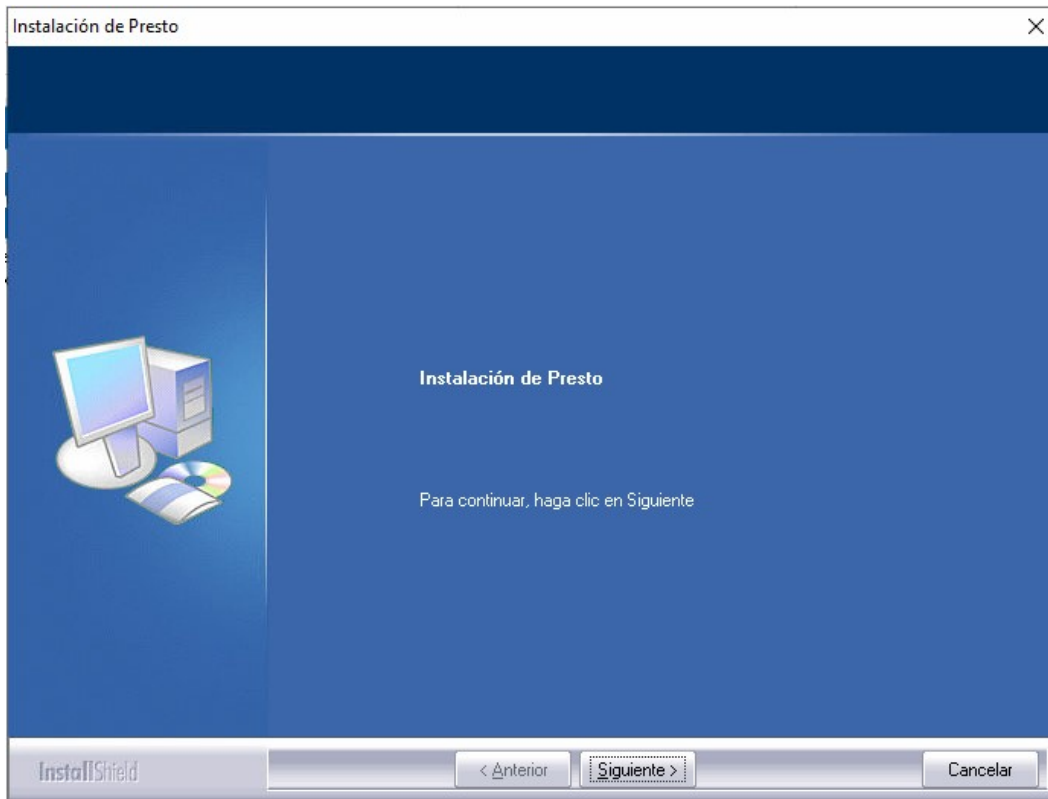 Instalación de Presto
Instalación de Presto
Para continuar, haga clic en Siguiente
InstallShield
< Anterior
Siguiente >
Cancelar